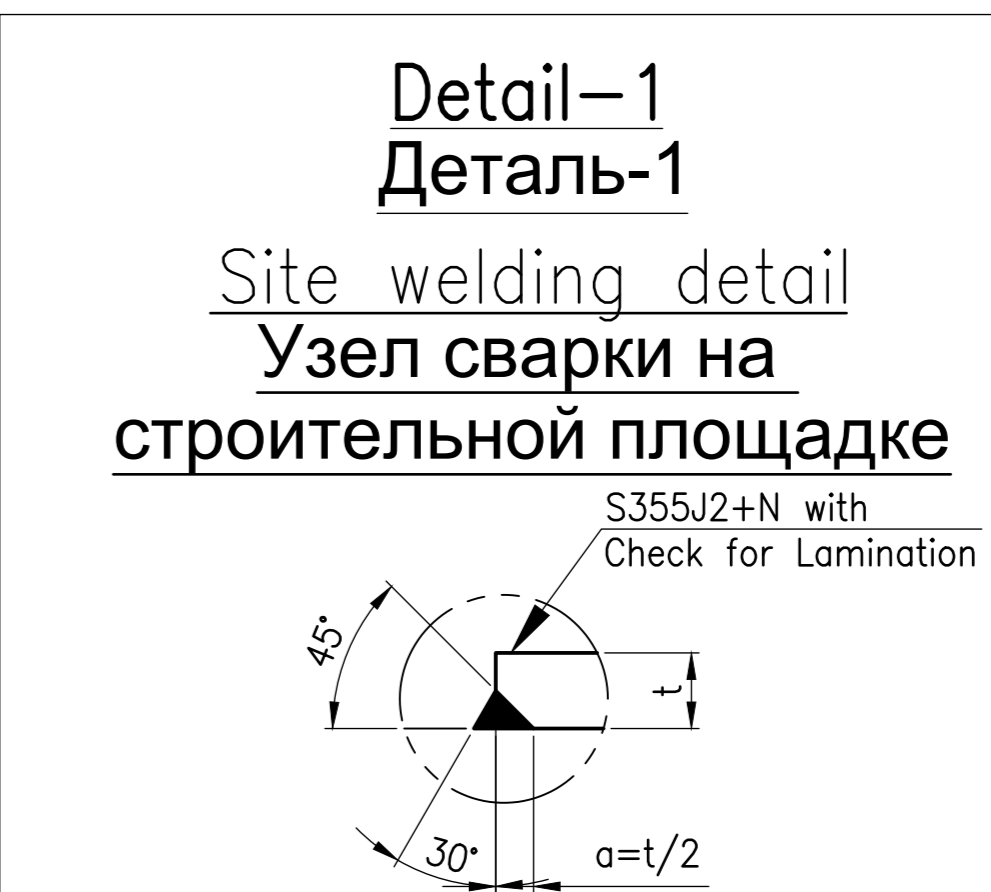 Detail-1
Деталь-1
Site welding detail
Узел сварки на
строительной площадке
S355J2+N with
Check for Lamination
45°
t
30°
a=t/2